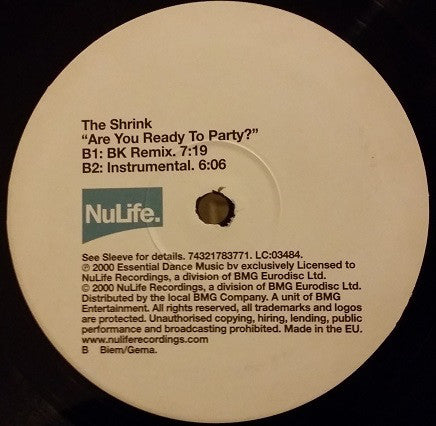 The Shrink
“Are You Ready To Party?”
B1: BK Remix. 7:19
B2: Instrumental. 6:06
NuLife.
See Sleeve for details. 74321783771. LC:03484.
℗ 2000 Essential Dance Music bv exclusively Licensed to
NuLife Recordings, a division of BMG Eurodisc Ltd.
© 2000 NuLife Recordings, a division of BMG Eurodisc Ltd.
Distributed by the local BMG Company. A unit of BMG
Entertainment. All rights reserved, all trademarks and logos
are protected. Unauthorised copying, hiring, lending, public
performance and broadcasting prohibited. Made in the EU.
www.nuliferecordings.com
B Biem/Gema.